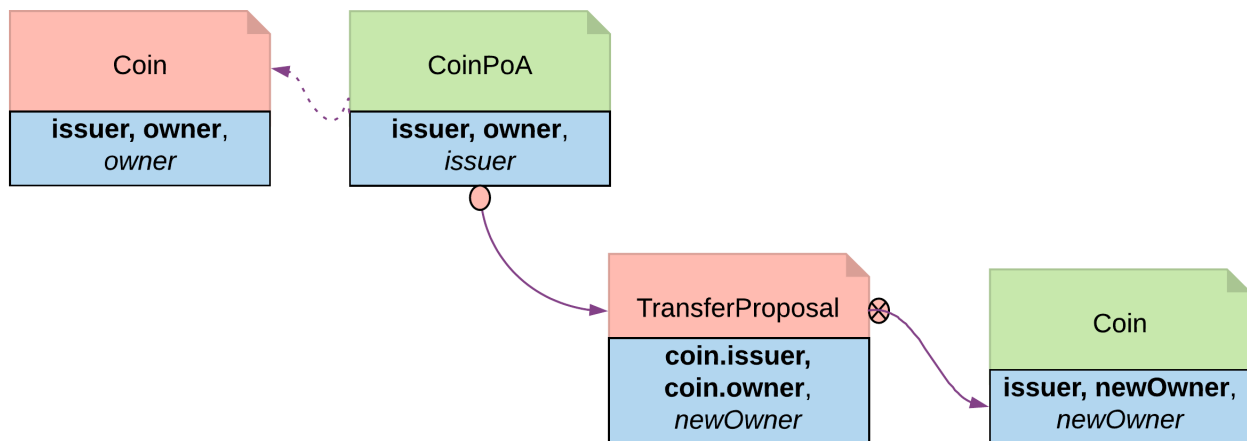 Coin
issuer, owner,
owner
CoinPoA
issuer, owner,
issuer
TransferProposal
coin.issuer,
coin.owner,
newOwner
Coin
issuer, newOwner,
newOwner